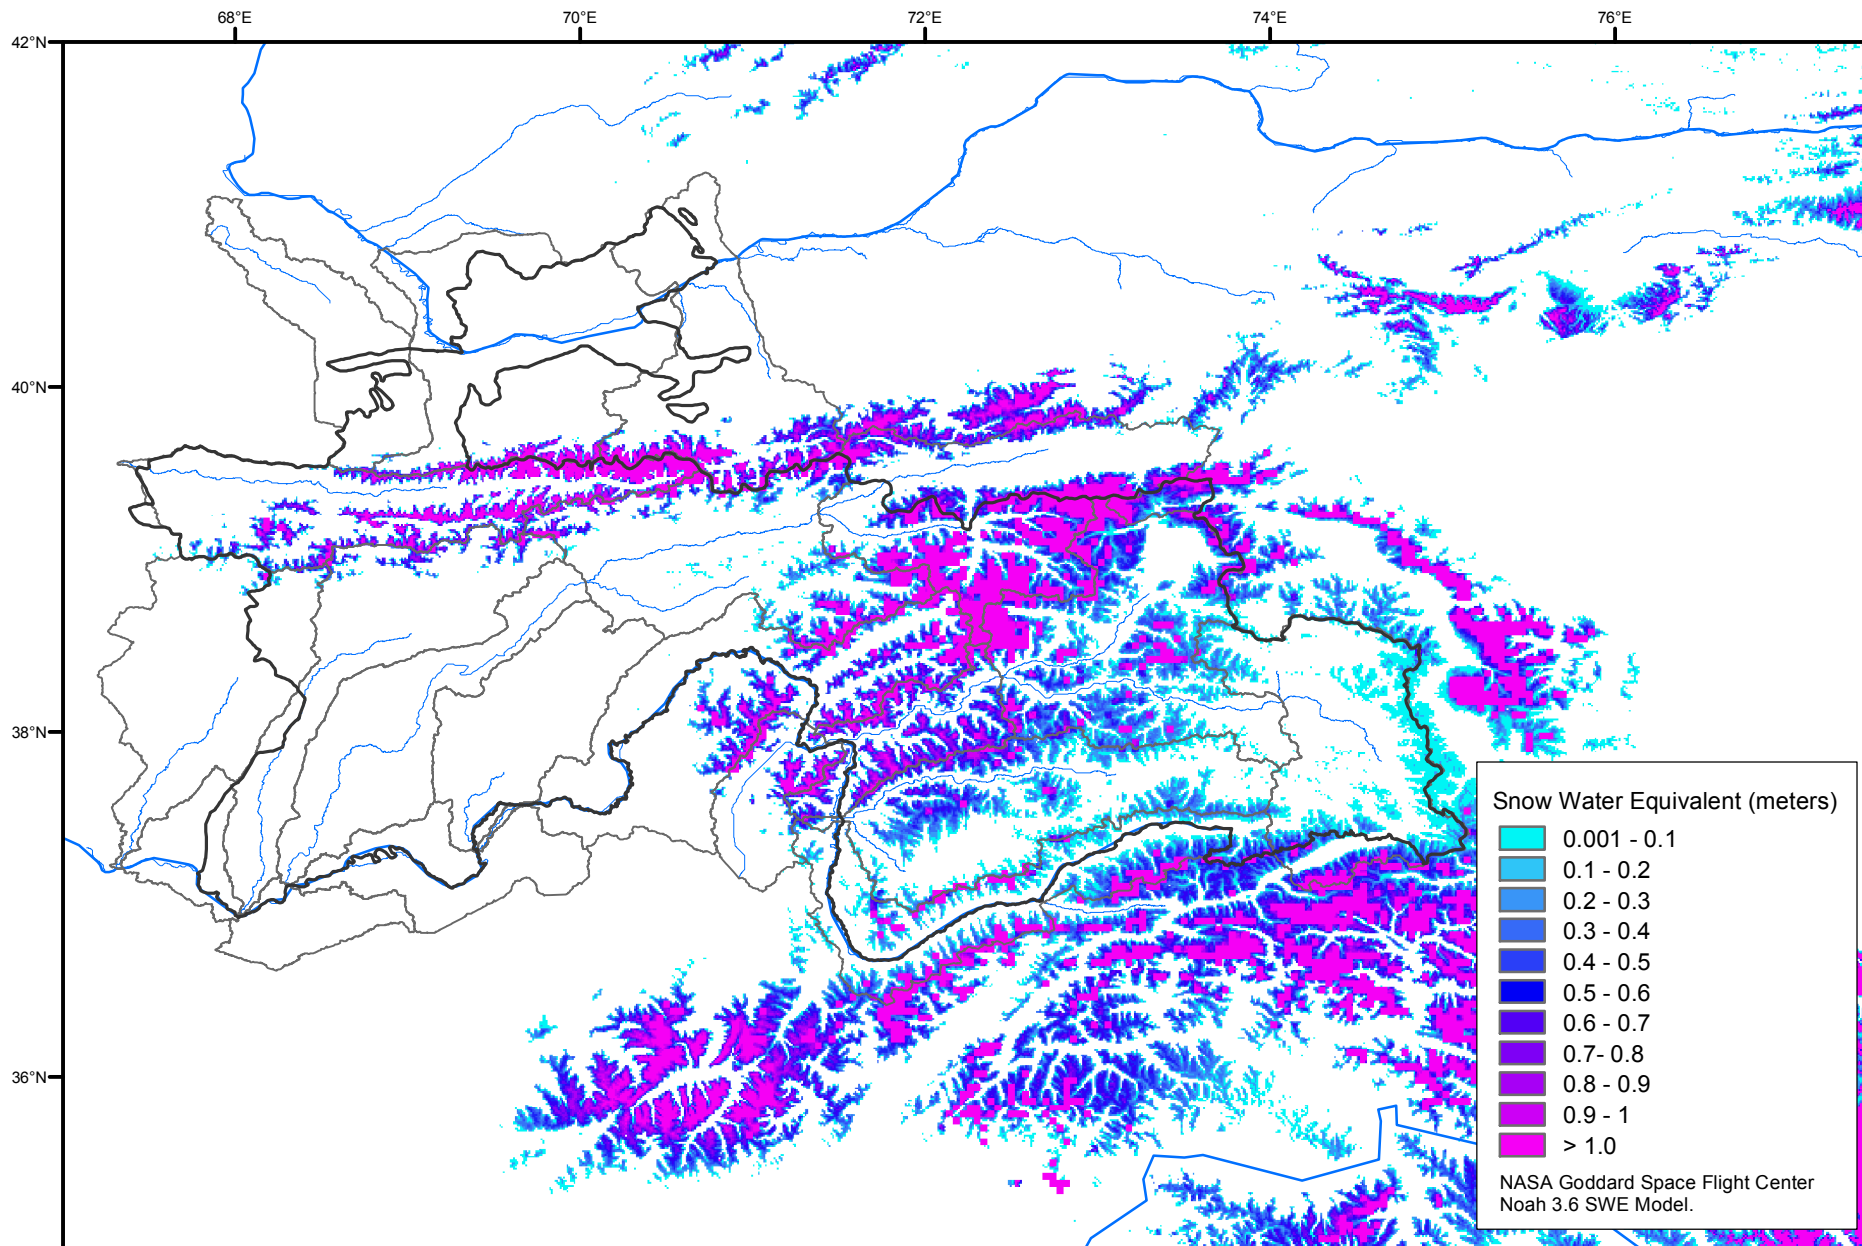 68°E 70°E 72°E 74°E 76°E
42°N
40°N
38°N
36°N
Snow Water Equivalent (meters)
0.001 - 0.1
0.1 - 0.2
0.2 - 0.3
0.3 - 0.4
0.4 - 0.5
0.5 - 0.6
0.6 - 0.7
0.7- 0.8
0.8 - 0.9
0.9 - 1
> 1.0
NASA Goddard Space Flight Center
Noah 3.6 SWE Model.